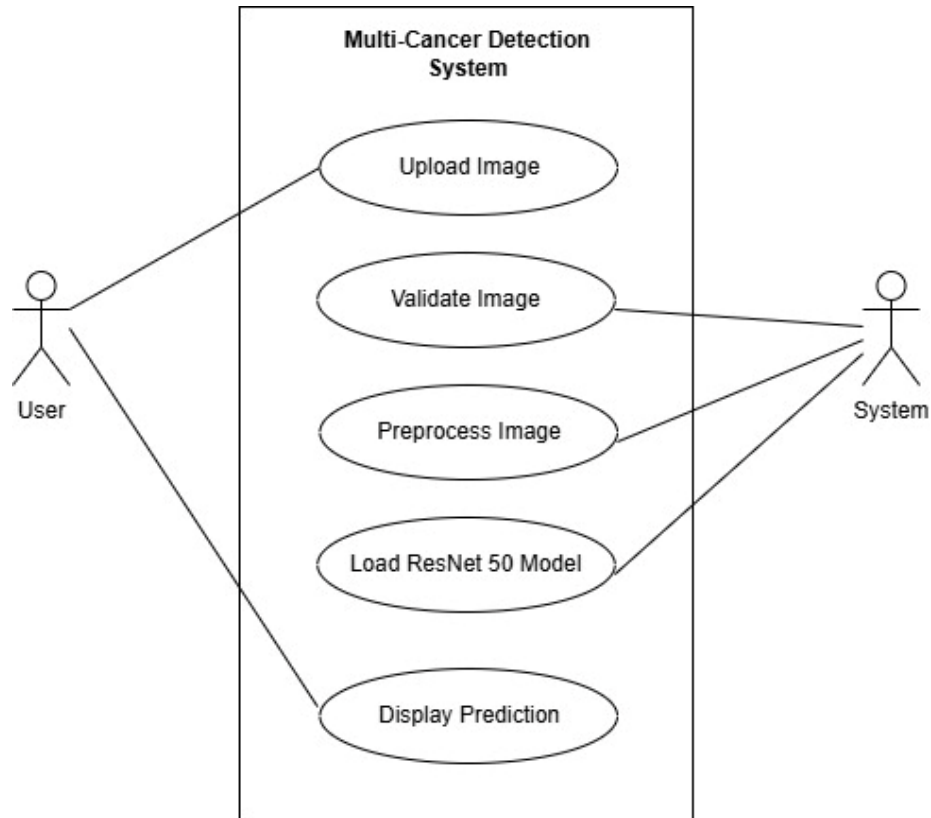 Multi-Cancer Detection
System
Upload Image
Validate Image
User
System
Preprocess Image
Load ResNet 50 Model
Display Prediction